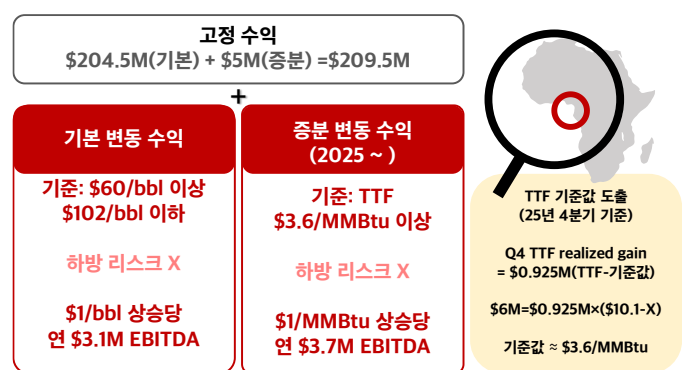 고정 수익
$204.5M(기본) + $5M(증분) =$209.5M
+
기본 변동 수익
기준: $60/bbl 이상
$102/bbl 이하
하방 리스크 X
$1/bbl 상승당
연 $3.1M EBITDA
증분 변동 수익
(2025 ~ )
기준: TTF
$3.6/MMBtu 이상
하방 리스크 X
$1/MMBtu 상승당
연 $3.7M EBITDA
TTF 기준값 도출
(25년 4분기 기준)
Q4 TTF realized gain
= $0.925M(TTF-기준값)
$6M=$0.925M×($10.1-X)
기준값 ≈ $3.6/MMBtu